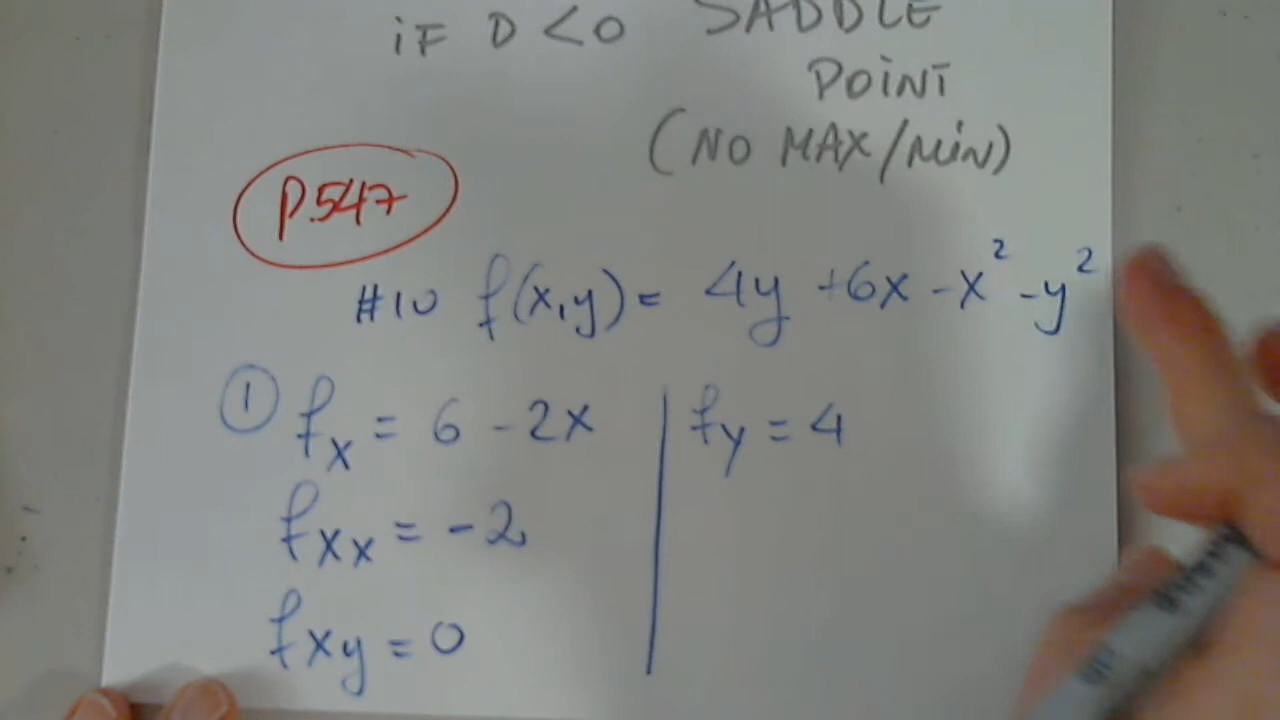 iF D < 0 SADDLE
POINT
(NO MAX/MIN)
P.547
#10 f(x,y) = 4y + 6x - x² - y²
① fx = 6 - 2x | fy = 4
fxx = -2
fxy = 0